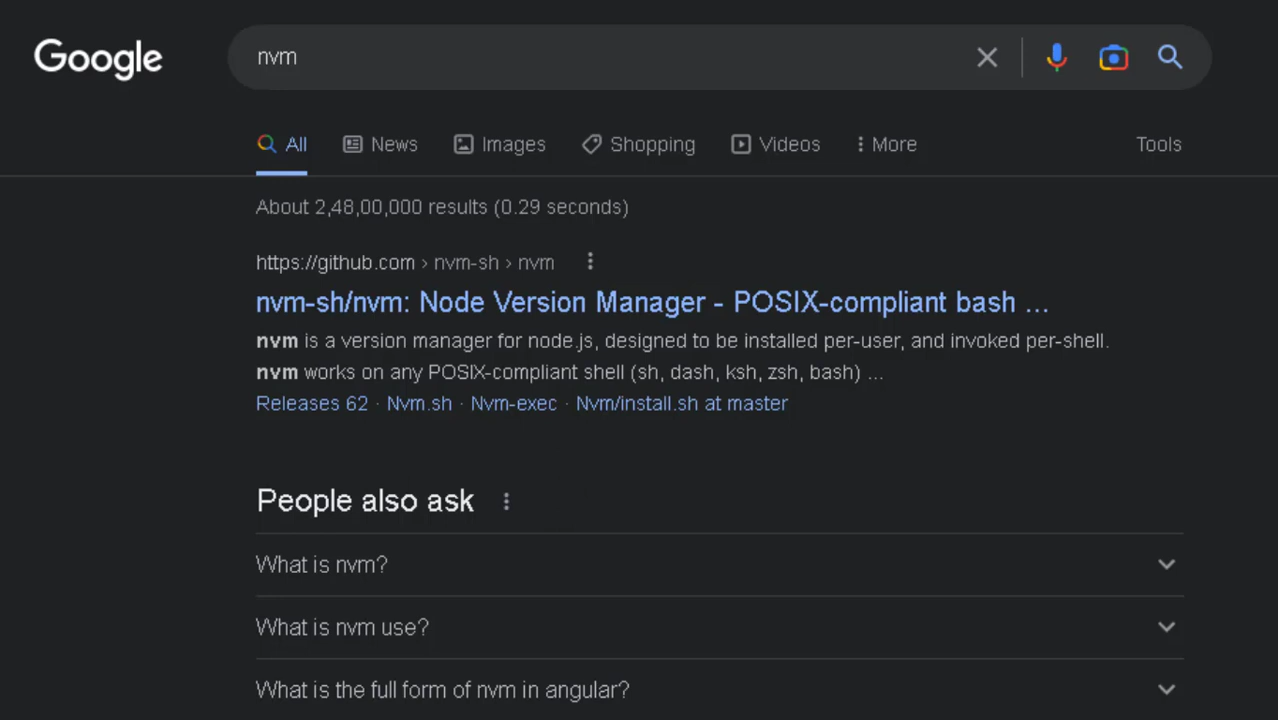 Google
nvm
All News Images Shopping Videos More Tools
About 2,48,00,000 results (0.29 seconds)
https://github.com › nvm-sh › nvm
nvm-sh/nvm: Node Version Manager - POSIX-compliant bash ...
nvm is a version manager for node.js, designed to be installed per-user, and invoked per-shell.
nvm works on any POSIX-compliant shell (sh, dash, ksh, zsh, bash) ...
Releases 62 · Nvm.sh · Nvm-exec · Nvm/install.sh at master
People also ask
What is nvm?
What is nvm use?
What is the full form of nvm in angular?